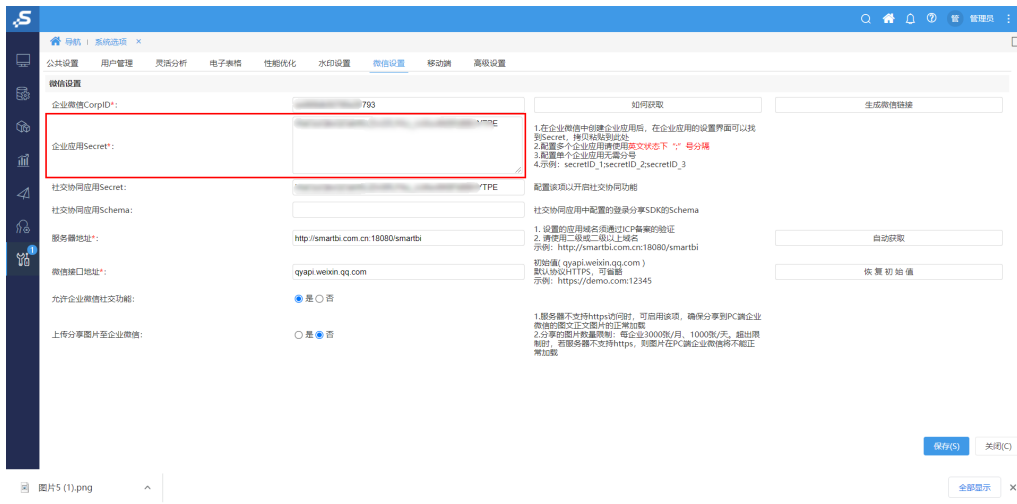 管 管理员
导航 | 系统选项 ×
公共设置 用户管理 灵活分析 电子表格 性能优化 水印设置 微信设置 移动端 高级设置
微信设置
企业微信CorpID*: 793 如何获取 生成微信链接
企业应用Secret*: YTPE
1.在企业微信中创建企业应用后，在企业应用的设置界面可以找
到Secret，拷贝粘贴到此处
2.配置多个企业应用请使用英文状态下“;”号分隔
3.配置单个企业应用无需分号
4.示例：secretID_1;secretID_2;secretID_3
社交协同应用Secret: YTPE 配置该项以开启社交协同功能
社交协同应用Schema: 社交协同应用中配置的登录分享SDK的Schema
服务器地址*: http://smartbi.com.cn:18080/smartbi
1. 设置的应用域名须通过ICP备案的验证
2. 请使用二级或二级以上域名
示例：http://smartbi.com.cn:18080/smartbi
自动获取
微信接口地址*: qyapi.weixin.qq.com
初始值( qyapi.weixin.qq.com )
默认协议HTTPS，可省略
示例：https://demo.com:12345
恢复初始值
允许企业微信社交功能: 是 否
上传分享图片至企业微信: 是 否
1.服务器不支持https访问时，可启用该项，确保分享到PC端企业
微信的图文正文图片的正常加载
2.分享的图片数量限制：每企业3000张/月，1000张/天。超出限
制时，若服务器不支持https，则图片在PC端企业微信将不能正
常加载
保存(S) 关闭(C)
图片5 (1).png 全部显示 ×
1